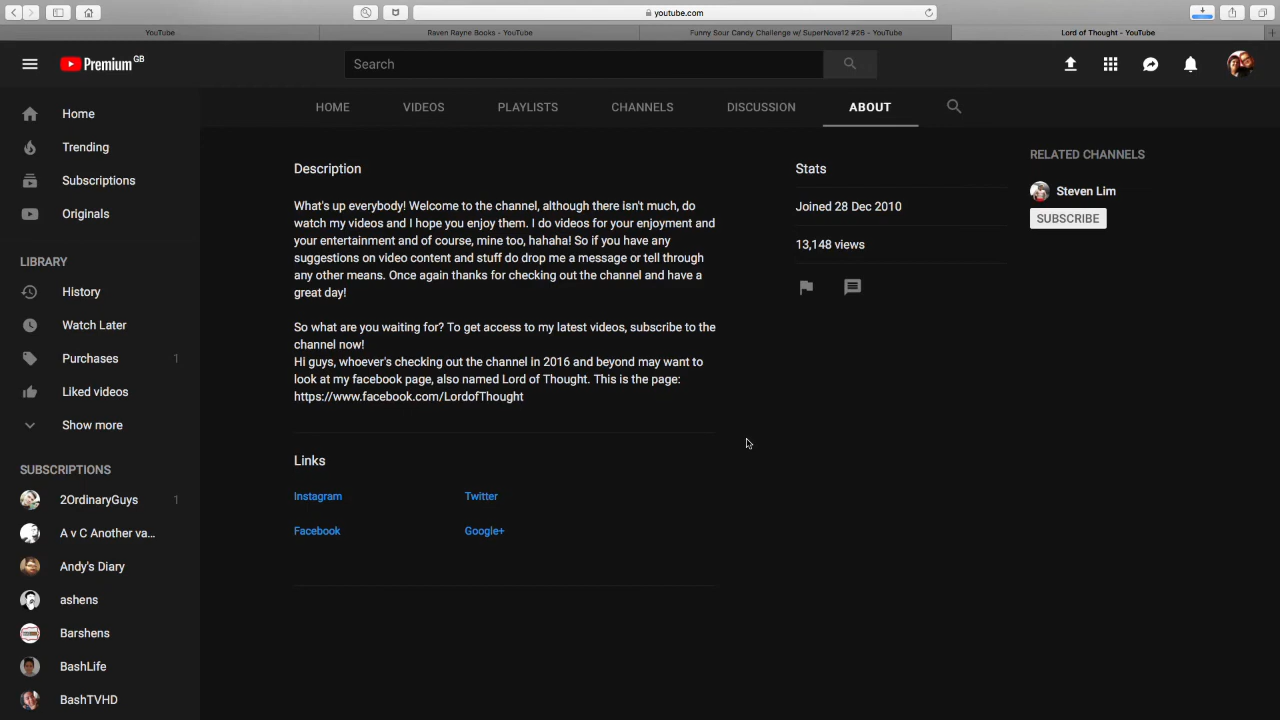 youtube.com
YouTube
Raven Rayne Books - YouTube
Funny Sour Candy Challenge w/ SuperNova12 #26 - YouTube
Lord of Thought - YouTube
Premium GB
Search
HOME
VIDEOS
PLAYLISTS
CHANNELS
DISCUSSION
ABOUT
Home
Trending
Subscriptions
Originals
LIBRARY
History
Watch Later
Purchases 1
Liked videos
Show more
SUBSCRIPTIONS
2OrdinaryGuys 1
A v C Another va...
Andy's Diary
ashens
Barshens
BashLife
BashTVHD
Description
What's up everybody! Welcome to the channel, although there isn't much, do
watch my videos and I hope you enjoy them. I do videos for your enjoyment and
your entertainment and of course, mine too, hahaha! So if you have any
suggestions on video content and stuff do drop me a message or tell through
any other means. Once again thanks for checking out the channel and have a
great day!
So what are you waiting for? To get access to my latest videos, subscribe to the
channel now!
Hi guys, whoever's checking out the channel in 2016 and beyond may want to
look at my facebook page, also named Lord of Thought. This is the page:
https://www.facebook.com/LordofThought
Links
Instagram
Twitter
Facebook
Google+
Stats
Joined 28 Dec 2010
13,148 views
RELATED CHANNELS
Steven Lim
SUBSCRIBE